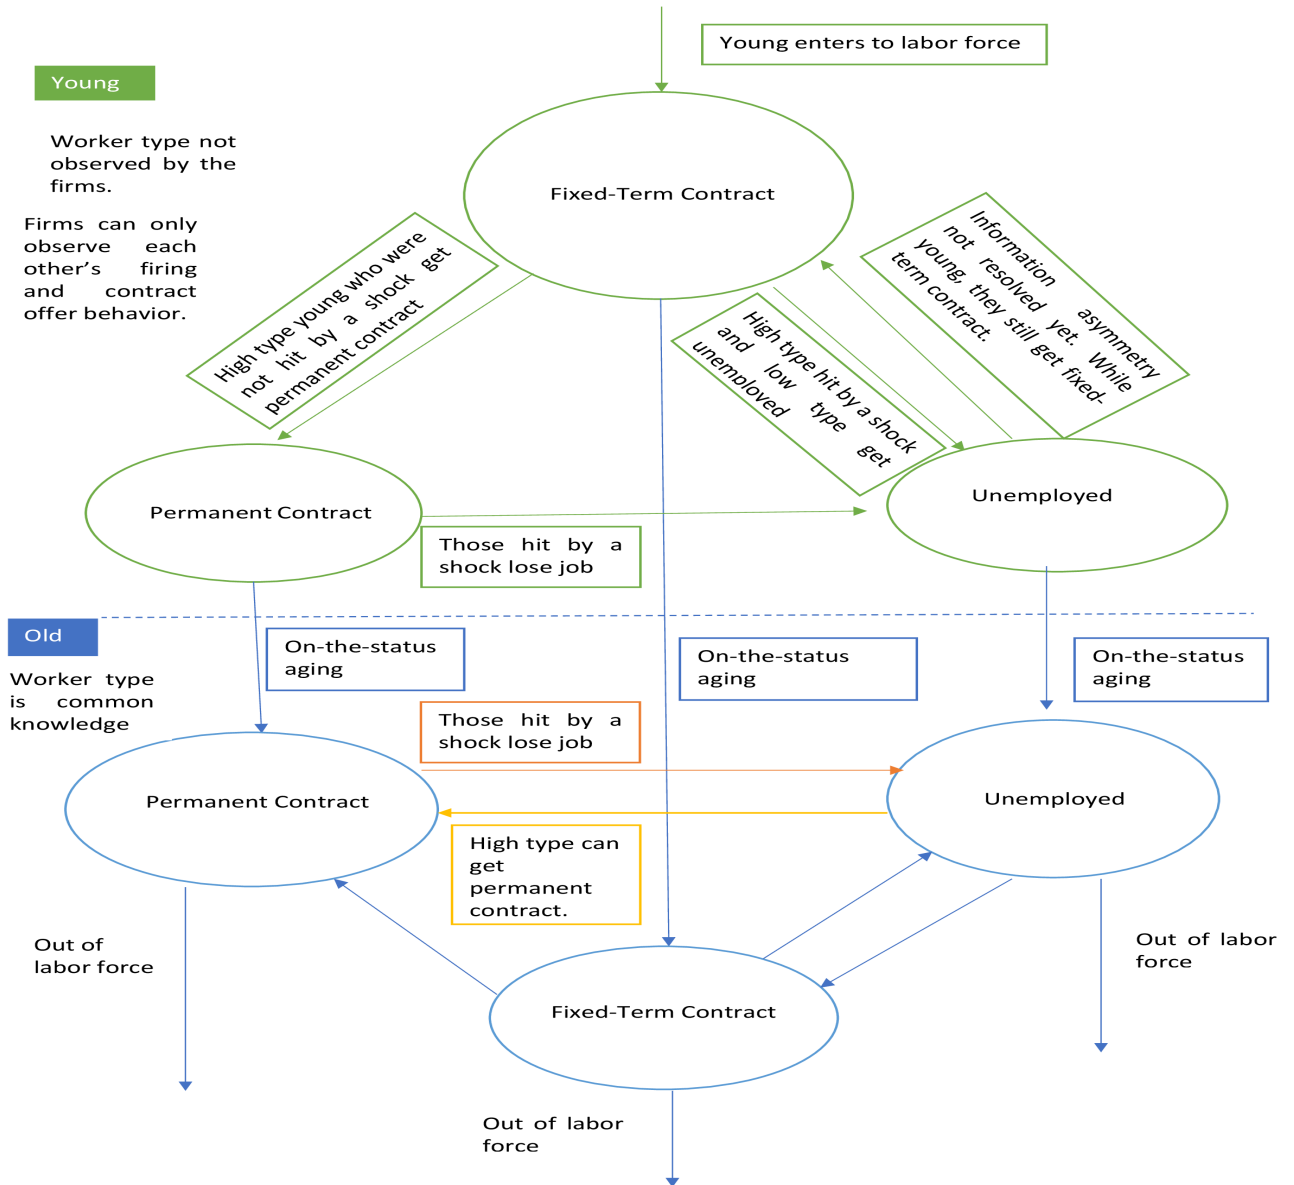 Young enters to labor force
Young
Worker type not
observed by the
firms.
Firms can only
observe each
other's firing
and contract
offer behavior.
Fixed-Term Contract
High type young who were
not hit by a shock get
permanent contract
High type hit by a shock
and low type get
unemploved
Information asymmetry
not resolved yet. While
young, they still get fixed-
term contract.
Permanent Contract
Unemployed
Those hit by a
shock lose job
Old
Worker type
is common
knowledge
On-the-status
aging
On-the-status
aging
On-the-status
aging
Those hit by a
shock lose job
Permanent Contract
Unemployed
High type can
get
permanent
contract.
Out of
labor force
Out of labor
force
Fixed-Term Contract
Out of labor
force